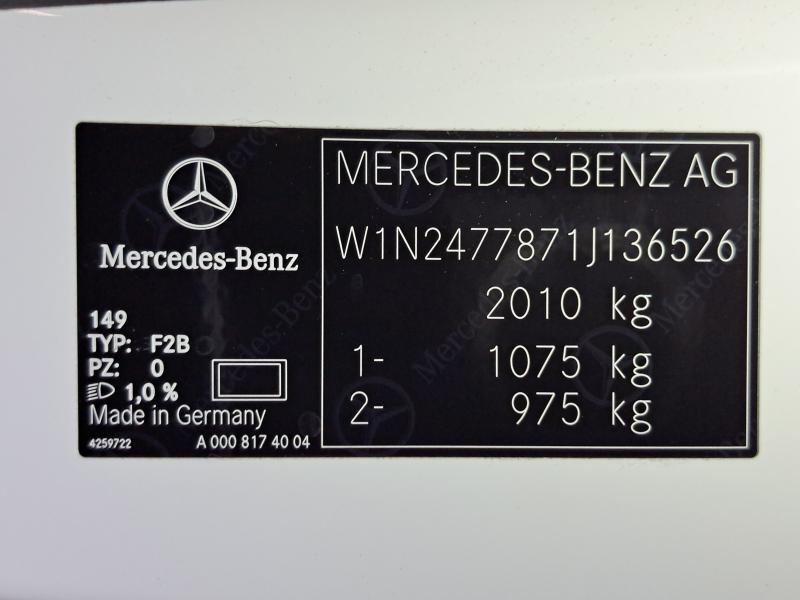 Mercedes-Benz
149
TYP: F2B
PZ: 0
1,0 %
Made in Germany
4259722 A 000 817 40 04
MERCEDES-BENZ AG
W1N2477871J136526
2010 kg
1- 1075 kg
2- 975 kg